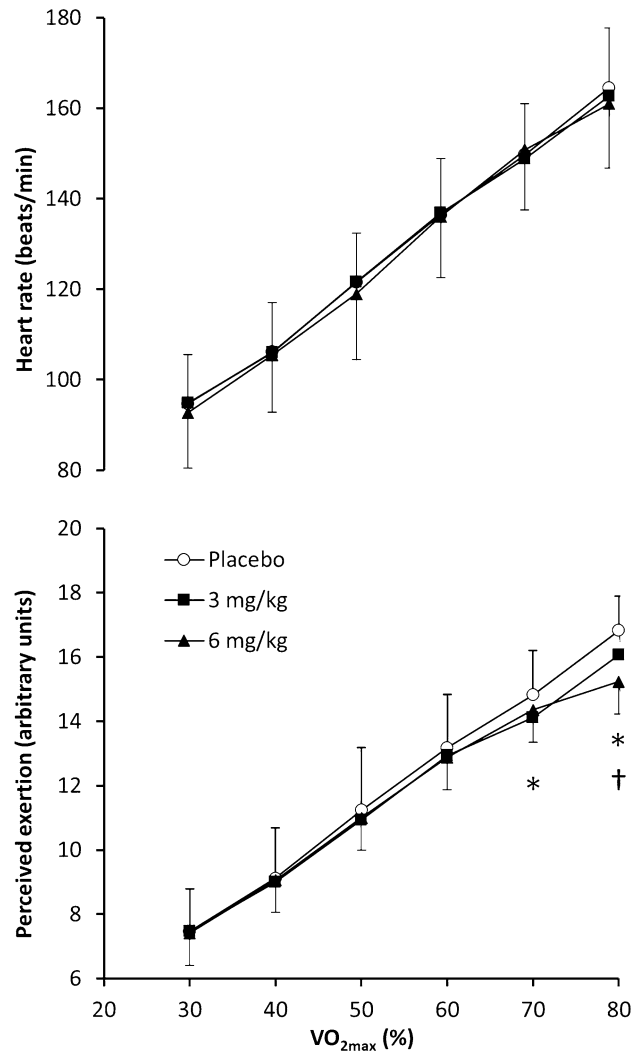 180
160
140
120
100
80
Heart rate (beats/min)
20
18
16
14
12
10
8
6
Perceived exertion (arbitrary units)
Placebo
3 mg/kg
6 mg/kg
*
*
†
20 30 40 50 60 70 80
VO2max (%)